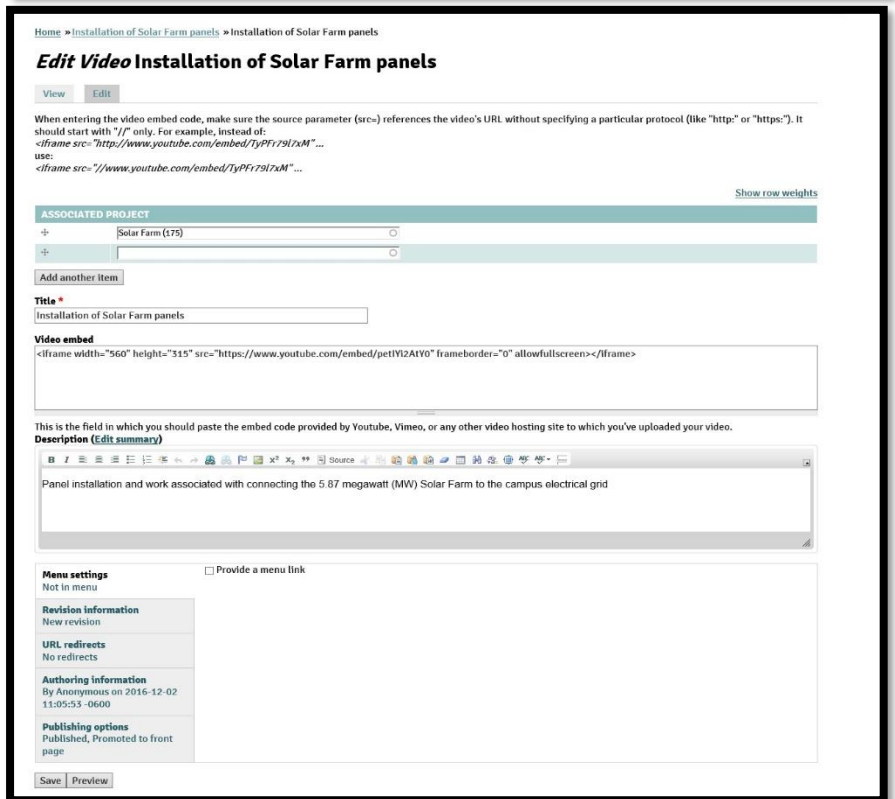 Home » Installation of Solar Farm panels » Installation of Solar Farm panels
Edit Video Installation of Solar Farm panels
View Edit
When entering the video embed code, make sure the source parameter (src=) references the video's URL without specifying a particular protocol (like "http:" or "https:"). It
should start with "//" only. For example, instead of:
<iframe src="http://www.youtube.com/embed/TyPFr79l7xM"...
use:
<iframe src="//www.youtube.com/embed/TyPFr79l7xM"...
Show row weights
ASSOCIATED PROJECT
Solar Farm (175)
Add another item
Title *
Installation of Solar Farm panels
Video embed
<iframe width="560" height="315" src="https://www.youtube.com/embed/petIYi2AtY0" frameborder="0" allowfullscreen></iframe>
This is the field in which you should paste the embed code provided by Youtube, Vimeo, or any other video hosting site to which you've uploaded your video.
Description (Edit summary)
B I x² x₂ Source
Panel installation and work associated with connecting the 5.87 megawatt (MW) Solar Farm to the campus electrical grid
Menu settings
Not in menu
Provide a menu link
Revision information
New revision
URL redirects
No redirects
Authoring information
By Anonymous on 2016-12-02
11:05:53 -0600
Publishing options
Published, Promoted to front
page
Save Preview